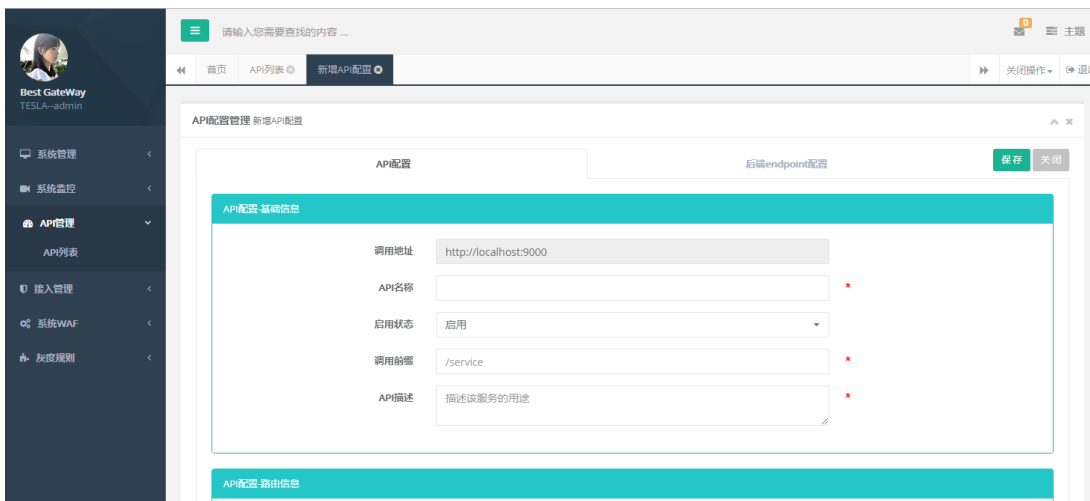 请输入您需要查找的内容 ...
0
主题
首页
API列表
新增API配置
关闭操作
Best GateWay
TESLA--admin
API配置管理 新增API配置
系统管理
系统监控
API管理
API列表
接入管理
系统WAF
灰度规则
API配置
后端endpoint配置
保存
关闭
API配置-基础信息
调用地址
http://localhost:9000
API名称
*
启用状态
启用
调用前缀
/service
*
API描述
描述该服务的用途
*
API配置-路由信息